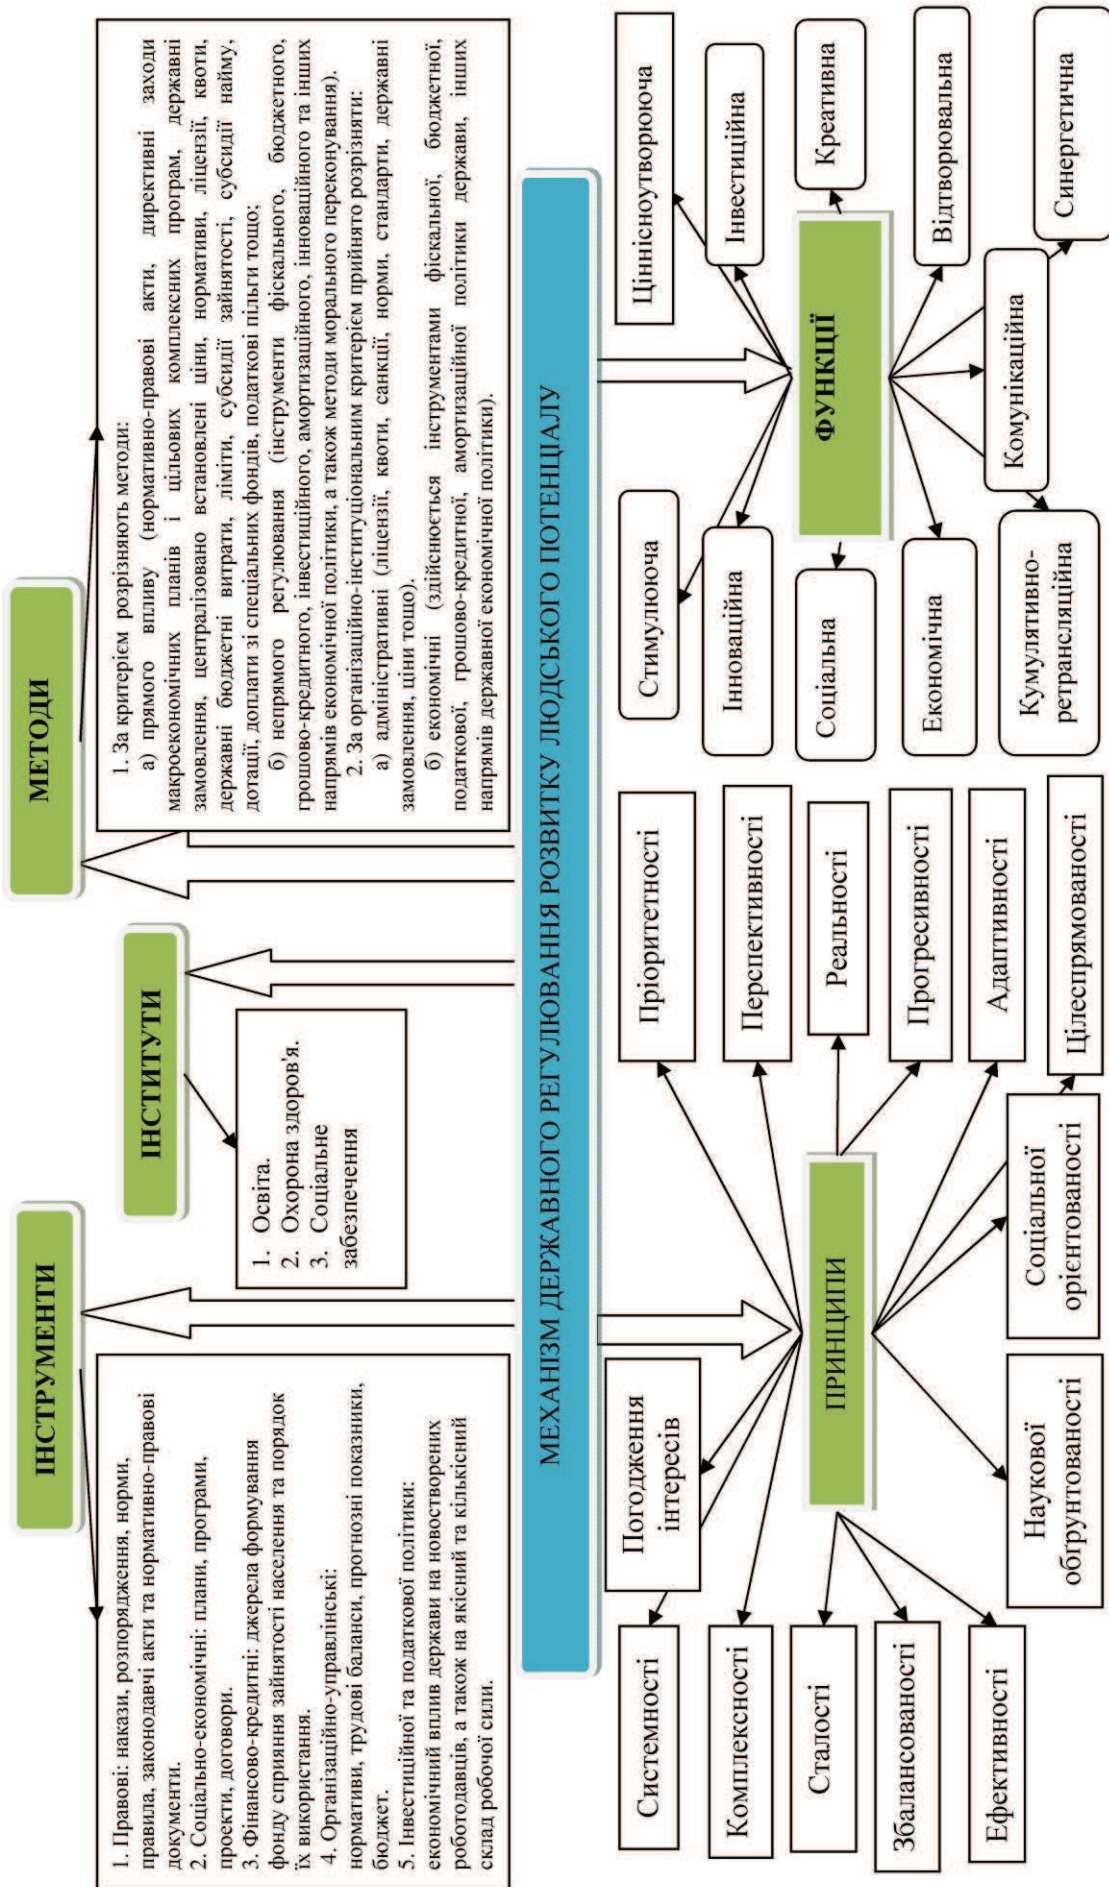 ІНСТРУМЕНТИ
ІНСТИТУТИ
МЕТОДИ
1. Правові: накази, розпорядження, норми,
правила, законодавчі акти та нормативно-правові
документи.
2. Соціально-економічні: плани, програми,
проекти, договори.
3. Фінансово-кредитні: джерела формування
фонду сприяння зайнятості населення та порядок
їх використання.
4. Організаційно-управлінські:
нормативи, трудові баланси, прогнозні показники,
бюджет.
5. Інвестиційної та податкової політики:
економічний вплив держави на новостворених
роботодавців, а також на якісний та кількісний
склад робочої сили.
1. Освіта.
2. Охорона здоров'я.
3. Соціальне
забезпечення
1. За критерієм розрізняють методи:
а) прямого впливу (нормативно-правові акти, директивні заходи
макроекономічних планів і цільових комплексних програм, державні
замовлення, централізовано встановлені ціни, нормативи, ліцензії, квоти,
державні бюджетні витрати, ліміти, субсидії зайнятості, субсидії найму,
дотації, доплати зі спеціальних фондів, податкові пільги тощо;
б) непрямого регулювання (інструменти фіскального, бюджетного,
грошово-кредитного, інвестиційного, амортизаційного, інноваційного та інших
напрямів економічної політики, а також методи морального переконування).
2. За організаційно-інституціональним критерієм прийнято розрізняти:
а) адміністративні (ліцензії, квоти, санкції, норми, стандарти, державні
замовлення, ціни тощо).
б) економічні (здійснюється інструментами фіскальної, бюджетної,
податкової, грошово-кредитної, амортизаційної політики держави, інших
напрямів державної економічної політики).
МЕХАНІЗМ ДЕРЖАВНОГО РЕГУЛЮВАННЯ РОЗВИТКУ ЛЮДСЬКОГО ПОТЕНЦІАЛУ
Системності
Погодження
інтересів
Пріоритетності
Комплексності
Перспективності
Сталості
ПРИНЦИПИ
Реальності
Збалансованості
Прогресивності
Ефективності
Адаптивності
Наукової
обґрунтованості
Соціальної
орієнтованості
Цілеспрямованості
Стимулююча
Ціннісноутворююча
Інноваційна
Інвестиційна
Соціальна
ФУНКЦІЇ
Креативна
Економічна
Відтворювальна
Кумулятивно-
ретрансляційна
Комунікаційна
Синергетична